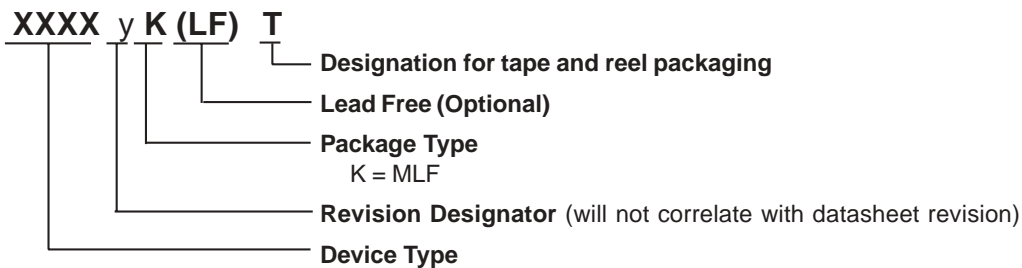 XXXX y K (LF) T
Designation for tape and reel packaging
Lead Free (Optional)
Package Type
K = MLF
Revision Designator (will not correlate with datasheet revision)
Device Type